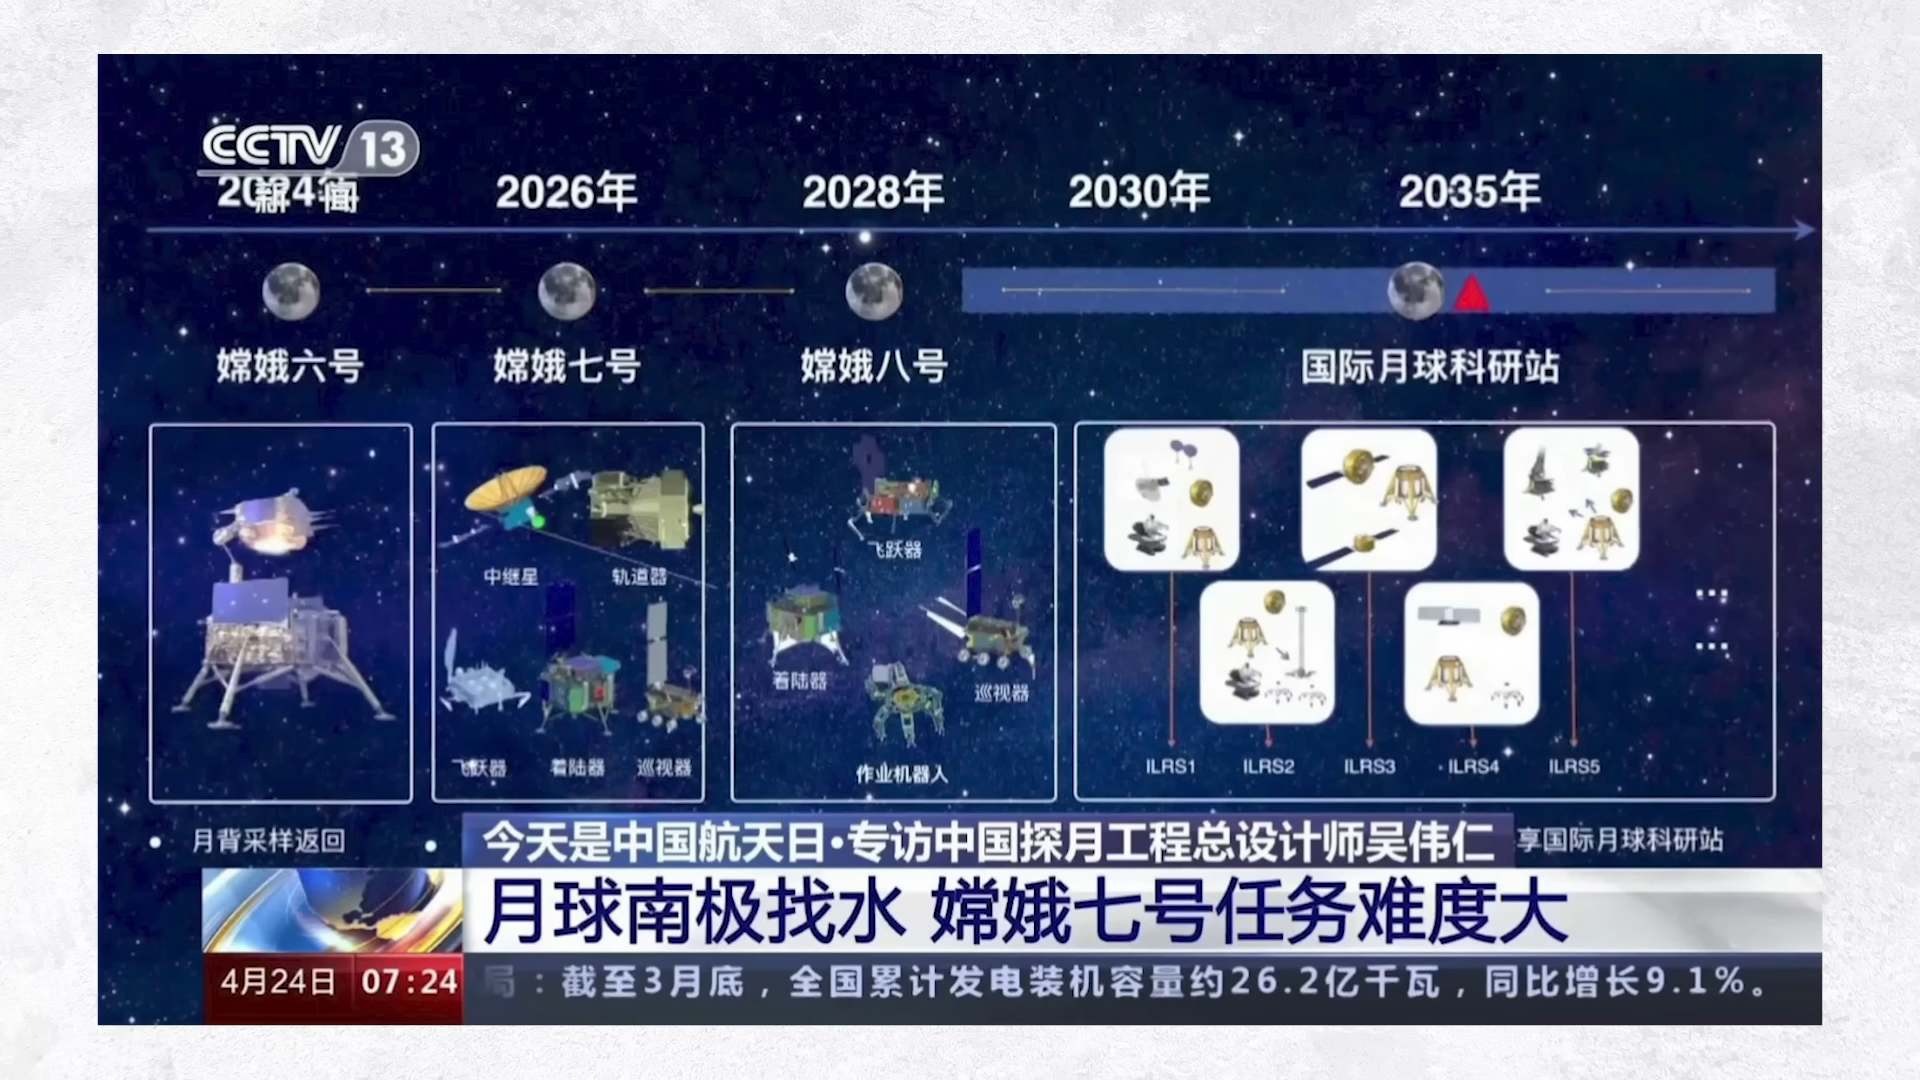 CCTV 13
新闻
2024年 2026年 2028年 2030年 2035年
嫦娥六号 嫦娥七号 嫦娥八号 国际月球科研站
中继星 轨道器
飞跃器 着陆器 巡视器
飞跃器
着陆器 巡视器
作业机器人
ILRS1 ILRS2 ILRS3 ILRS4 ILRS5
月背采样返回
享国际月球科研站
今天是中国航天日·专访中国探月工程总设计师吴伟仁
月球南极找水 嫦娥七号任务难度大
4月24日 07:24
局：截至3月底，全国累计发电装机容量约26.2亿千瓦，同比增长9.1%。